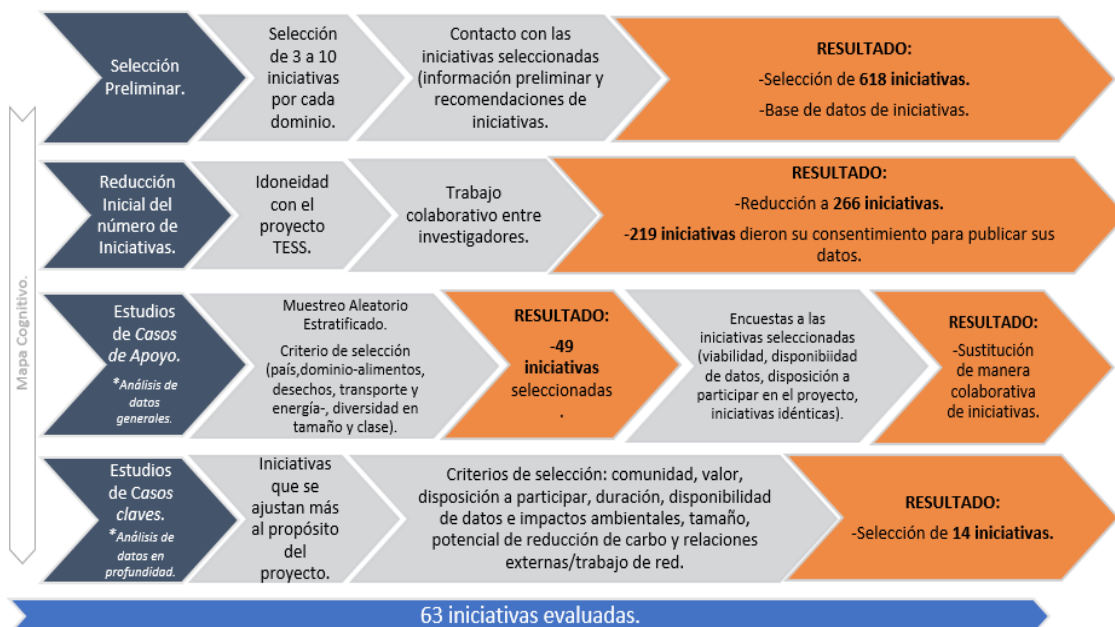 Mapa Cognitivo.
Selección
Preliminar.
Selección
de 3 a 10
iniciativas
por cada
dominio.
Contacto con las
iniciativas seleccionadas
(información preliminar y
recomendaciones de
iniciativas.
RESULTADO:
-Selección de 618 iniciativas.
-Base de datos de iniciativas.
Reducción
Inicial del
número de
Iniciativas.
Idoneidad
con el
proyecto
TESS.
Trabajo
colaborativo entre
investigadores.
RESULTADO:
-Reducción a 266 iniciativas.
-219 iniciativas dieron su consentimiento para publicar sus
datos.
Estudios
de Casos
de Apoyo.
*Análisis de
datos
generales.
Muestreo Aleatorio
Estratificado.
Criterio de selección
(país,dominio-alimentos,
desechos, transporte y
energía-, diversidad en
tamaño y clase).
RESULTADO:
-49
iniciativas
seleccionadas
.
Encuestas a las
iniciativas seleccionadas
(viabilidad, disponibiidad
de datos, disposición a
participar en el proyecto,
iniciativas idénticas).
RESULTADO:
-Sustitución
de manera
colaborativa
de iniciativas.
Estudios
de Casos
claves.
*Análisis de
datos en
profundidad.
Iniciativas
que se
ajustan más
al propósito
del
proyecto.
Criterios de selección: comunidad, valor,
disposición a participar, duración, disponibilidad
de datos e impactos ambientales, tamaño,
potencial de reducción de carbo y relaciones
externas/trabajo de red.
RESULTADO:
-Selección de 14 iniciativas.
63 iniciativas evaluadas.